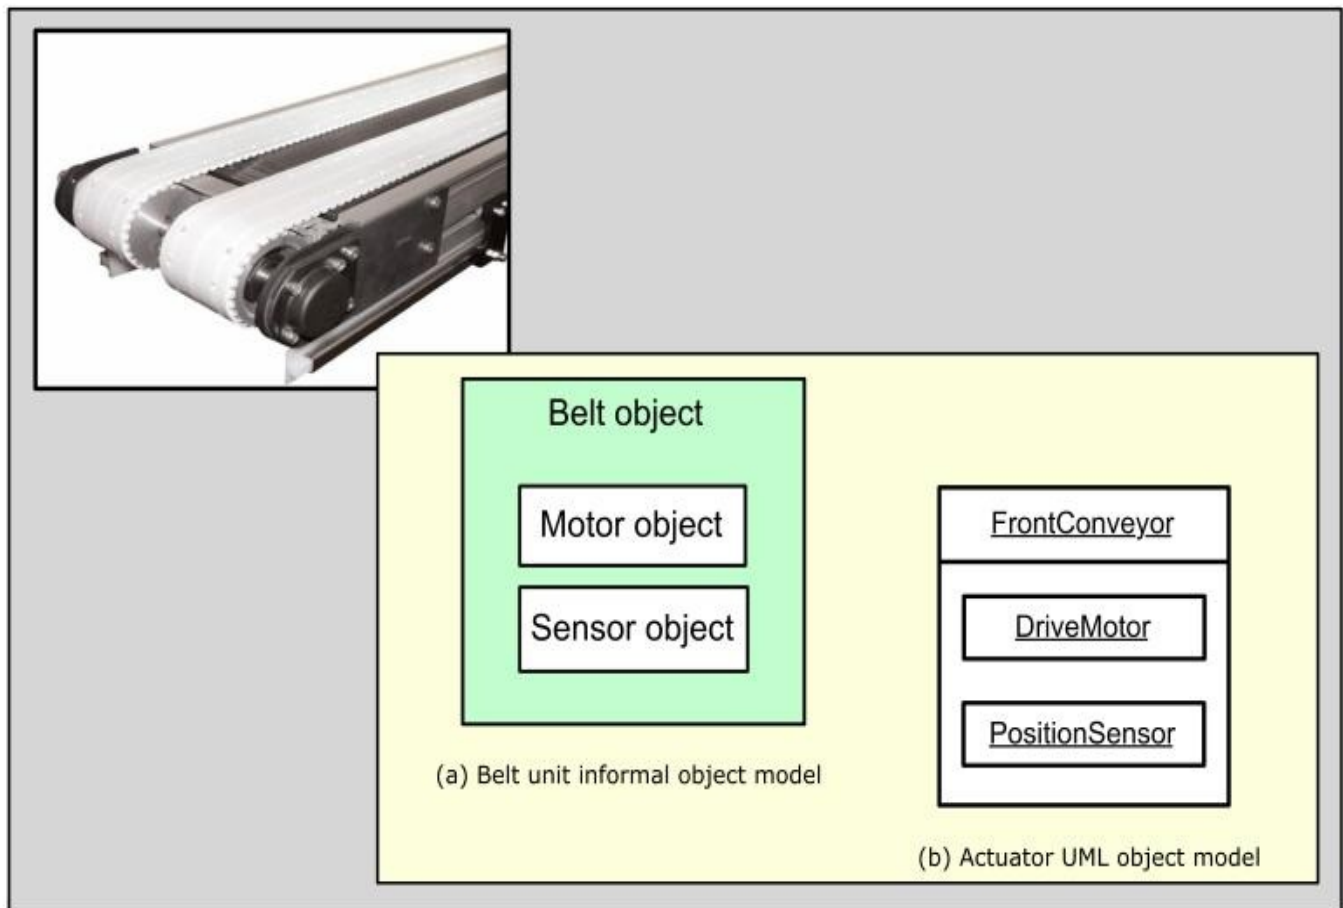 Belt object
Motor object
Sensor object
(a) Belt unit informal object model
FrontConveyor
DriveMotor
PositionSensor
(b) Actuator UML object model